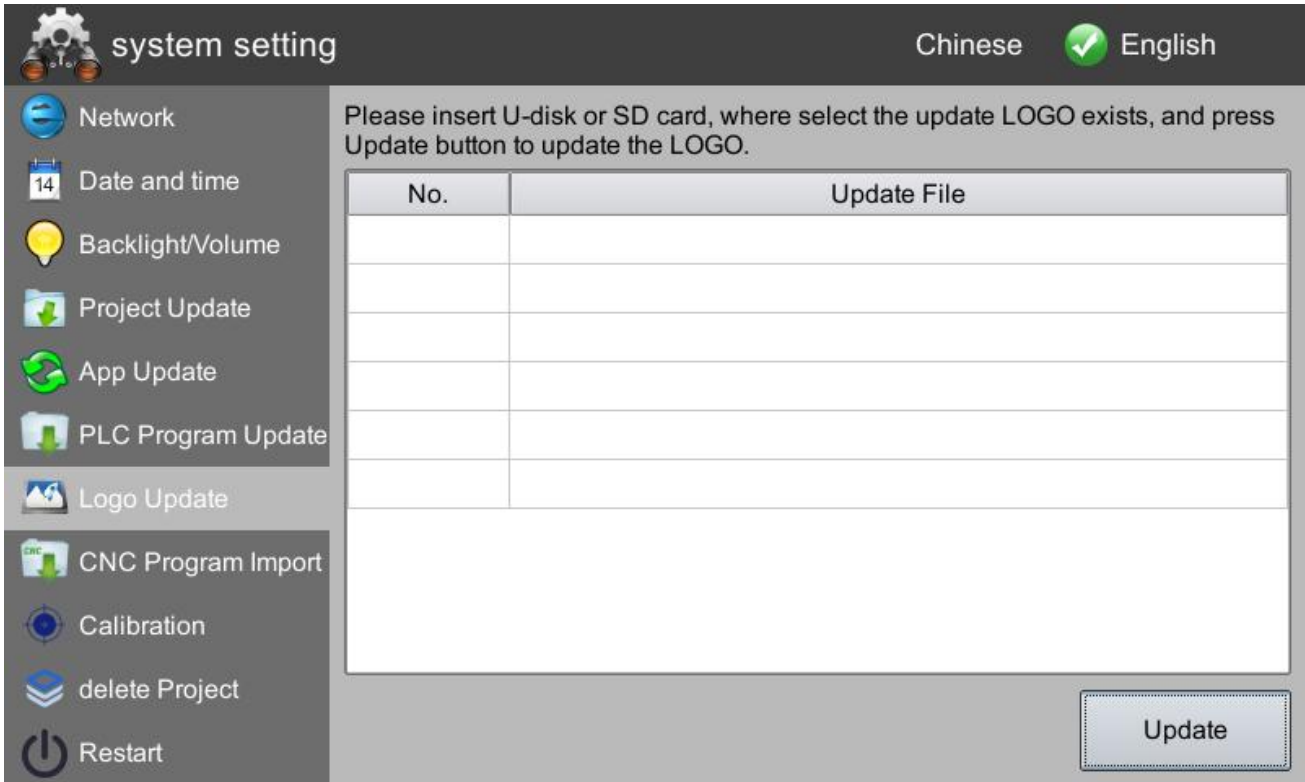 system setting
Chinese
English
Network
14
Date and time
Backlight/Volume
Project Update
App Update
PLC Program Update
Logo Update
CNC
CNC Program Import
Calibration
delete Project
Restart
Please insert U-disk or SD card, where select the update LOGO exists, and press
Update button to update the LOGO.
No.
Update File
Update